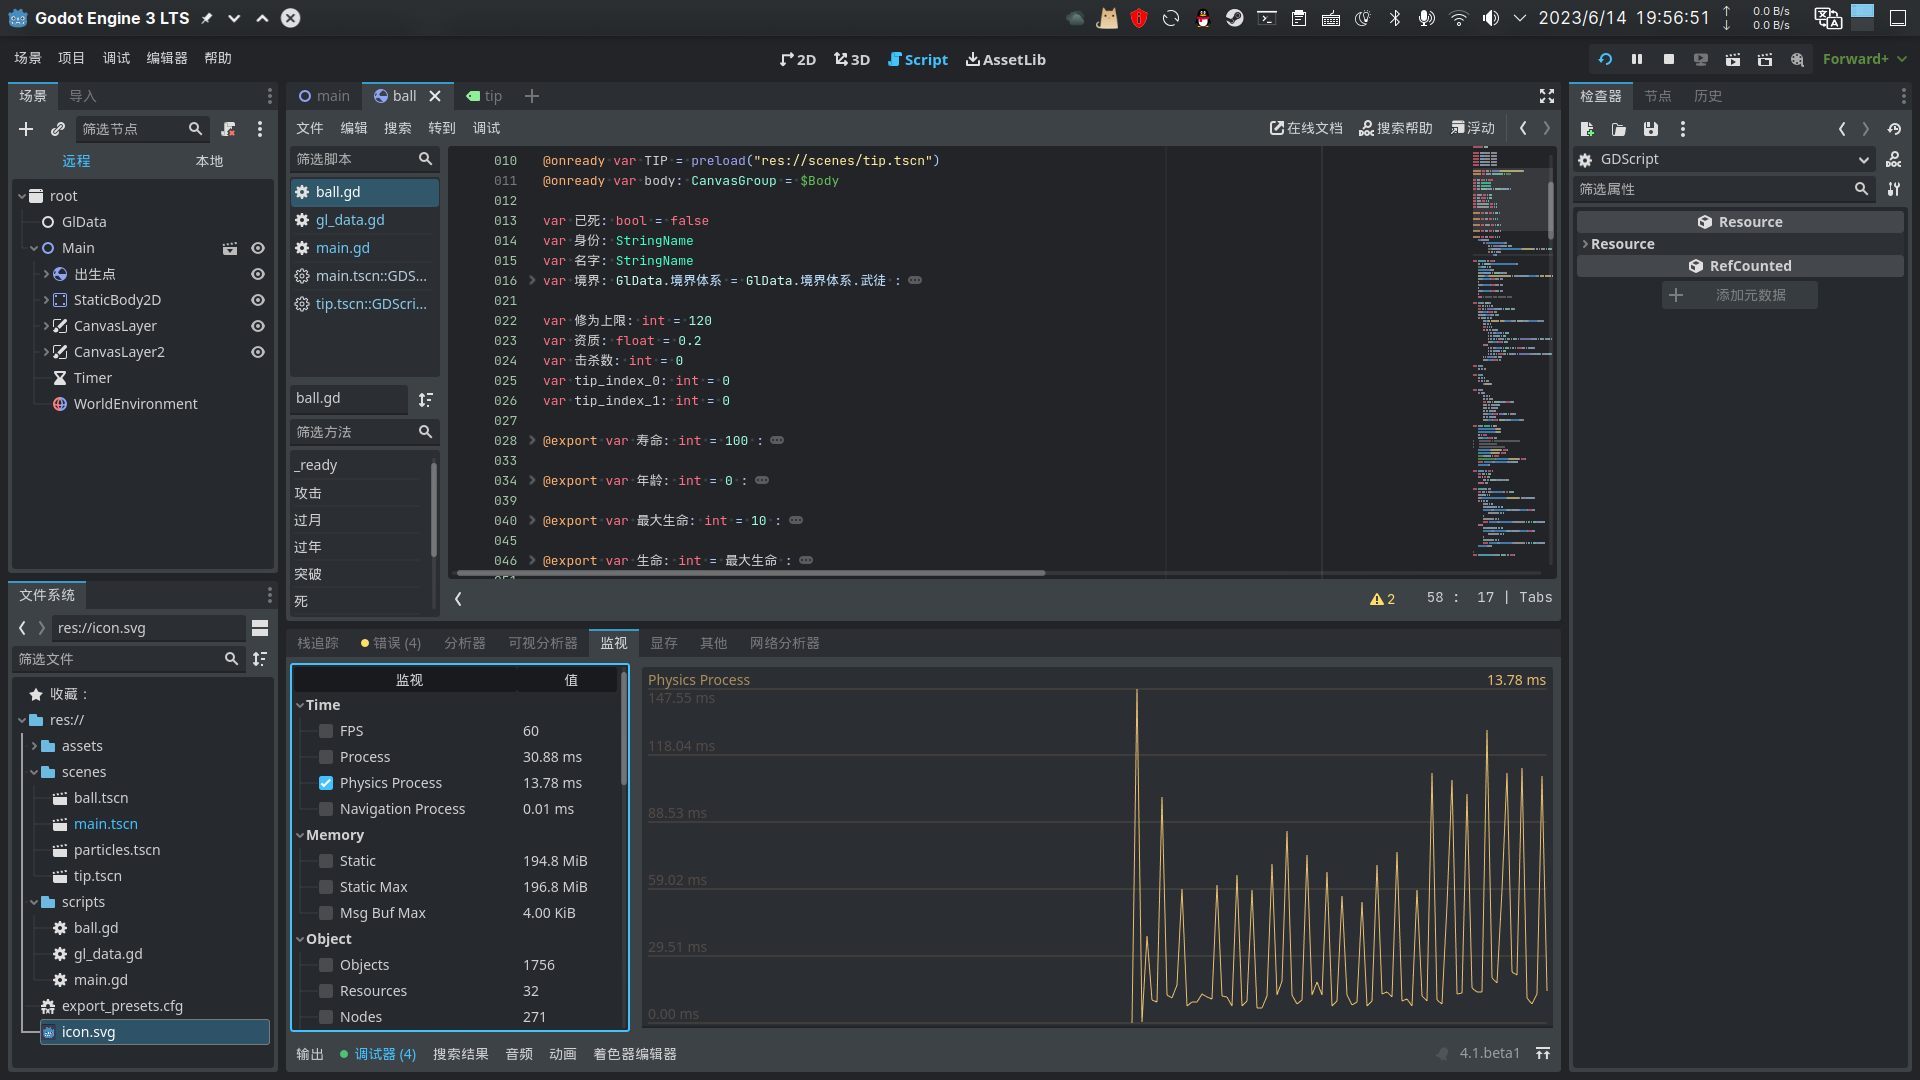 Godot Engine 3 LTS
2023/6/14 19:56:51
0.0 B/s
0.0 B/s
场景 项目 调试 编辑器 帮助
2D 3D Script AssetLib
Forward+
场景 导入
筛选节点
远程 本地
root
GlData
Main
出生点
StaticBody2D
CanvasLayer
CanvasLayer2
Timer
WorldEnvironment
文件系统
res://icon.svg
筛选文件
收藏：
res://
assets
scenes
ball.tscn
main.tscn
particles.tscn
tip.tscn
scripts
ball.gd
gl_data.gd
main.gd
export_presets.cfg
icon.svg
main ball tip
文件 编辑 搜索 转到 调试
在线文档 搜索帮助 浮动
筛选脚本
ball.gd
gl_data.gd
main.gd
main.tscn::GDS...
tip.tscn::GDScri...
ball.gd
筛选方法
_ready
攻击
过月
过年
突破
死
010 @onready var TIP = preload("res://scenes/tip.tscn")
011 @onready var body: CanvasGroup = $Body
012
013 var 已死: bool = false
014 var 身份: StringName
015 var 名字: StringName
016 var 境界: GlData.境界体系 = GlData.境界体系.武徒 :
021
022 var 修为上限: int = 120
023 var 资质: float = 0.2
024 var 击杀数: int = 0
025 var tip_index_0: int = 0
026 var tip_index_1: int = 0
027
028 @export var 寿命: int = 100 :
033
034 @export var 年龄: int = 0 :
039
040 @export var 最大生命: int = 10 :
045
046 @export var 生命: int = 最大生命 :
2 58 : 17 | Tabs
栈追踪 错误 (4) 分析器 可视分析器 监视 显存 其他 网络分析器
监视 值
Time
FPS 60
Process 30.88 ms
Physics Process 13.78 ms
Navigation Process 0.01 ms
Memory
Static 194.8 MiB
Static Max 196.8 MiB
Msg Buf Max 4.00 KiB
Object
Objects 1756
Resources 32
Nodes 271
Physics Process 13.78 ms
147.55 ms
118.04 ms
88.53 ms
59.02 ms
29.51 ms
0.00 ms
输出 调试器 (4) 搜索结果 音频 动画 着色器编辑器
4.1.beta1
检查器 节点 历史
GDScript
筛选属性
Resource
Resource
RefCounted
添加元数据